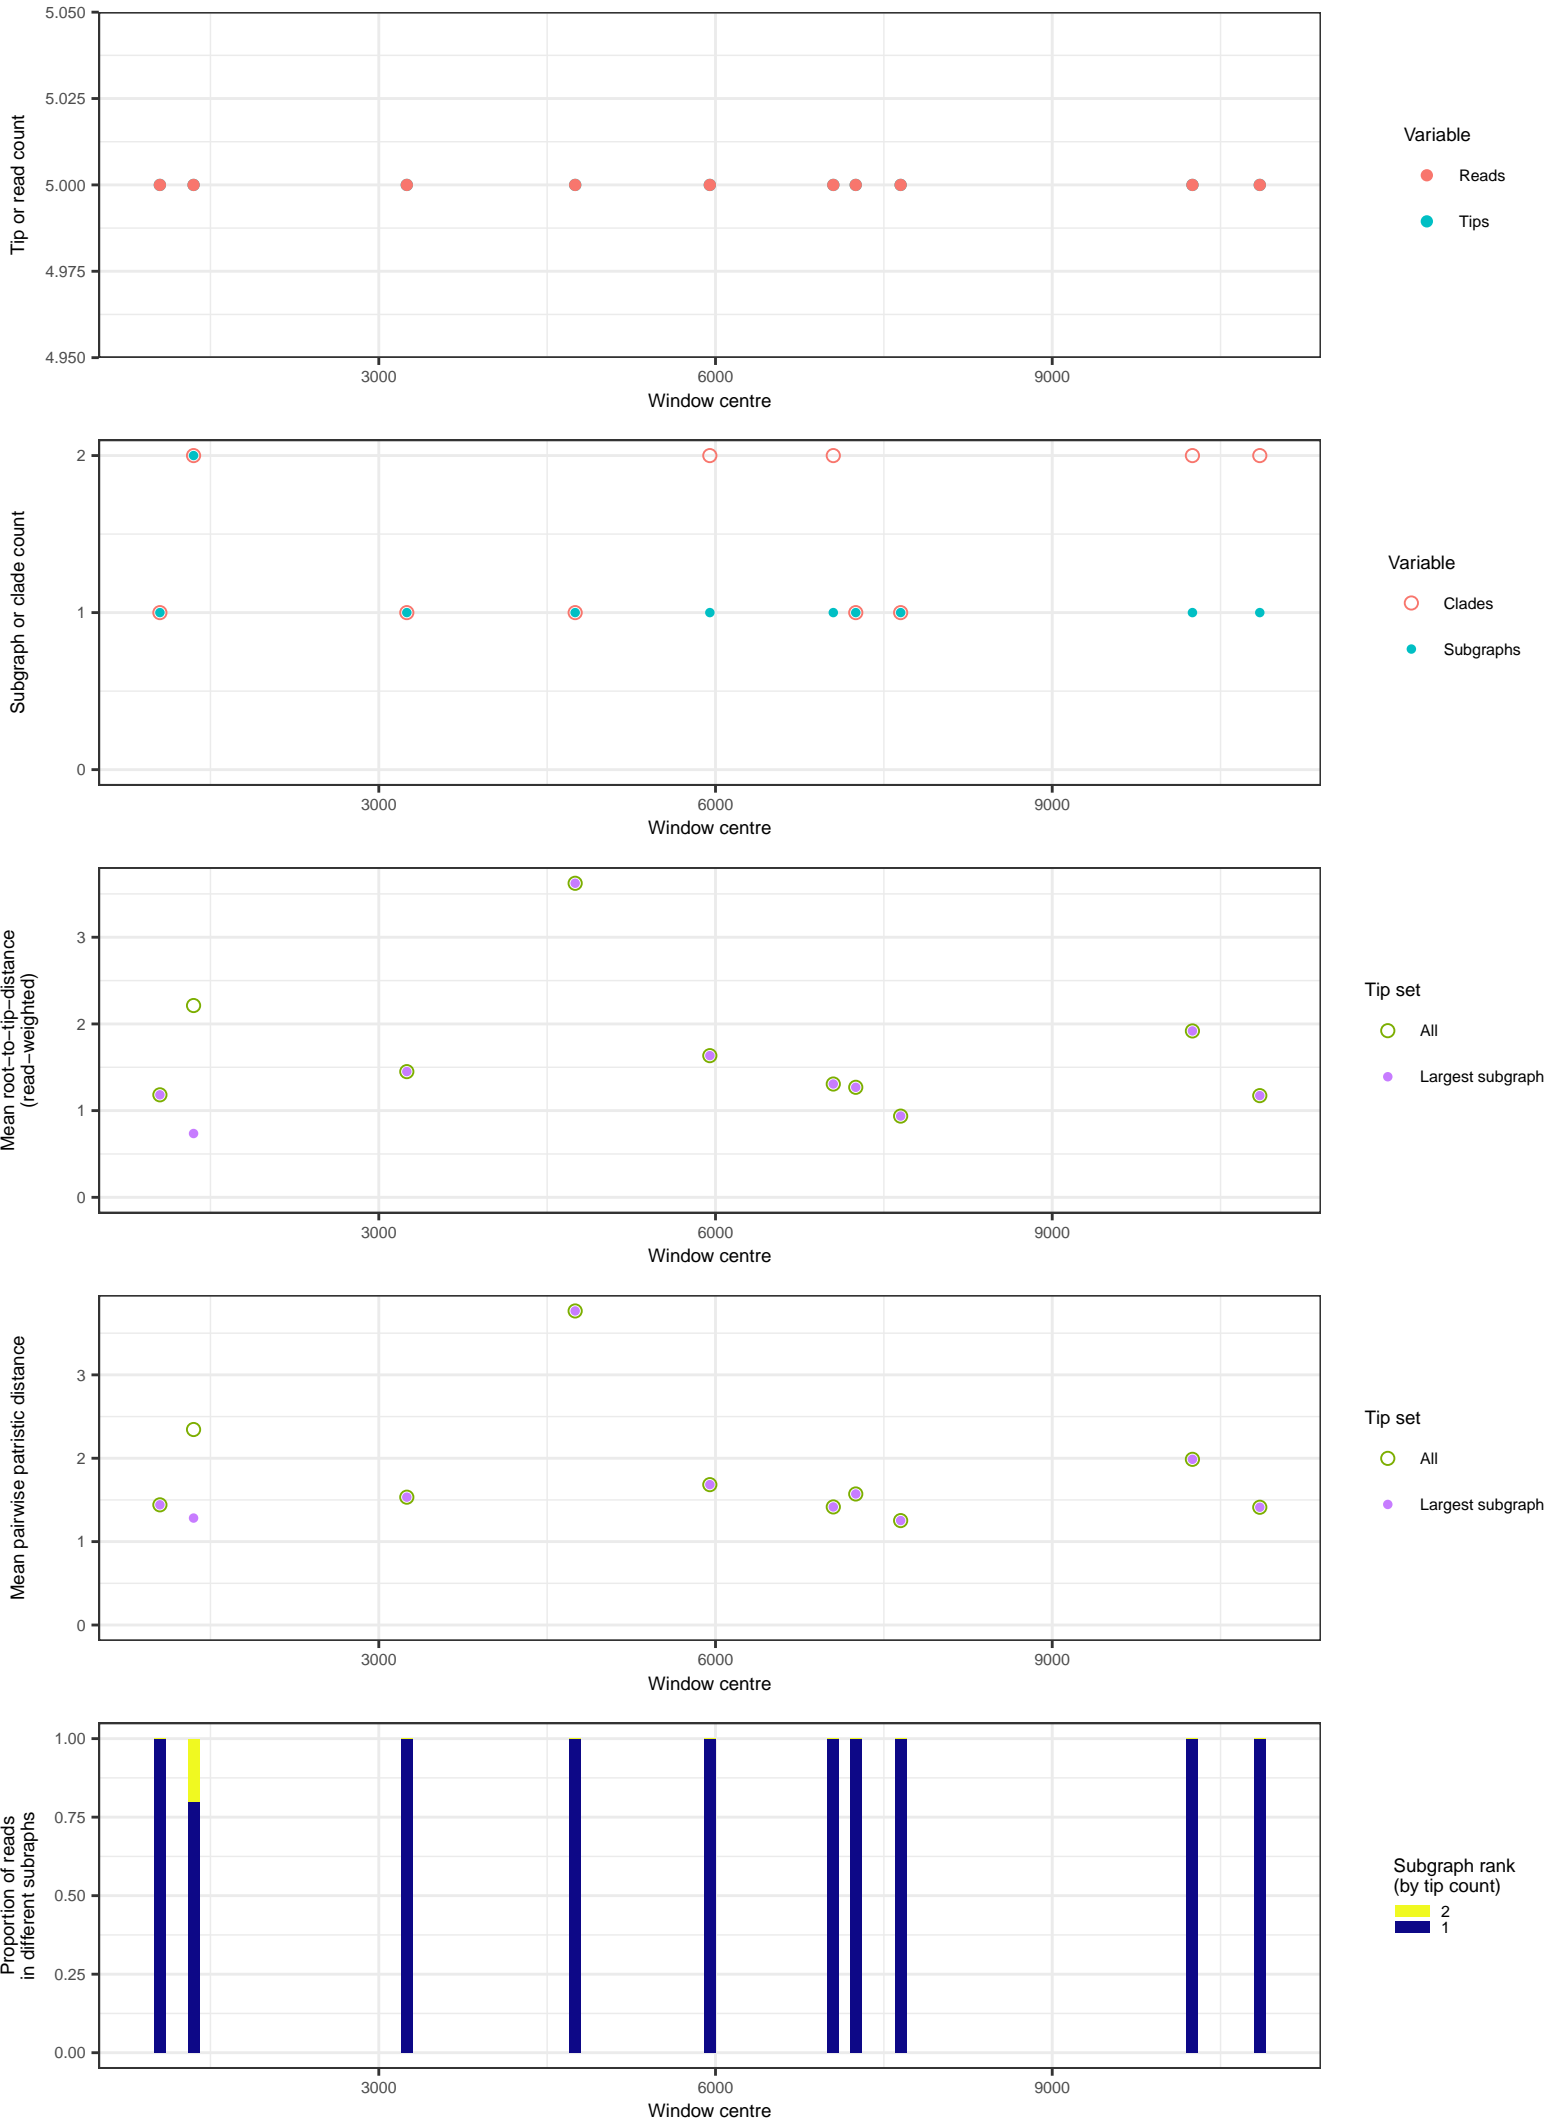 5.050
5.025
5.000
4.975
4.950
Tip or read count
3000 6000 9000
Window centre
Variable
Reads
Tips
2
1
0
Subgraph or clade count
3000 6000 9000
Window centre
Variable
Clades
Subgraphs
3
2
1
0
Mean root−to−tip−distance
(read−weighted)
3000 6000 9000
Window centre
Tip set
All
Largest subgraph
3
2
1
0
Mean pairwise patristic distance
3000 6000 9000
Window centre
Tip set
All
Largest subgraph
1.00
0.75
0.50
0.25
0.00
Proportion of reads
in different subraphs
3000 6000 9000
Window centre
Subgraph rank
(by tip count)
2
1